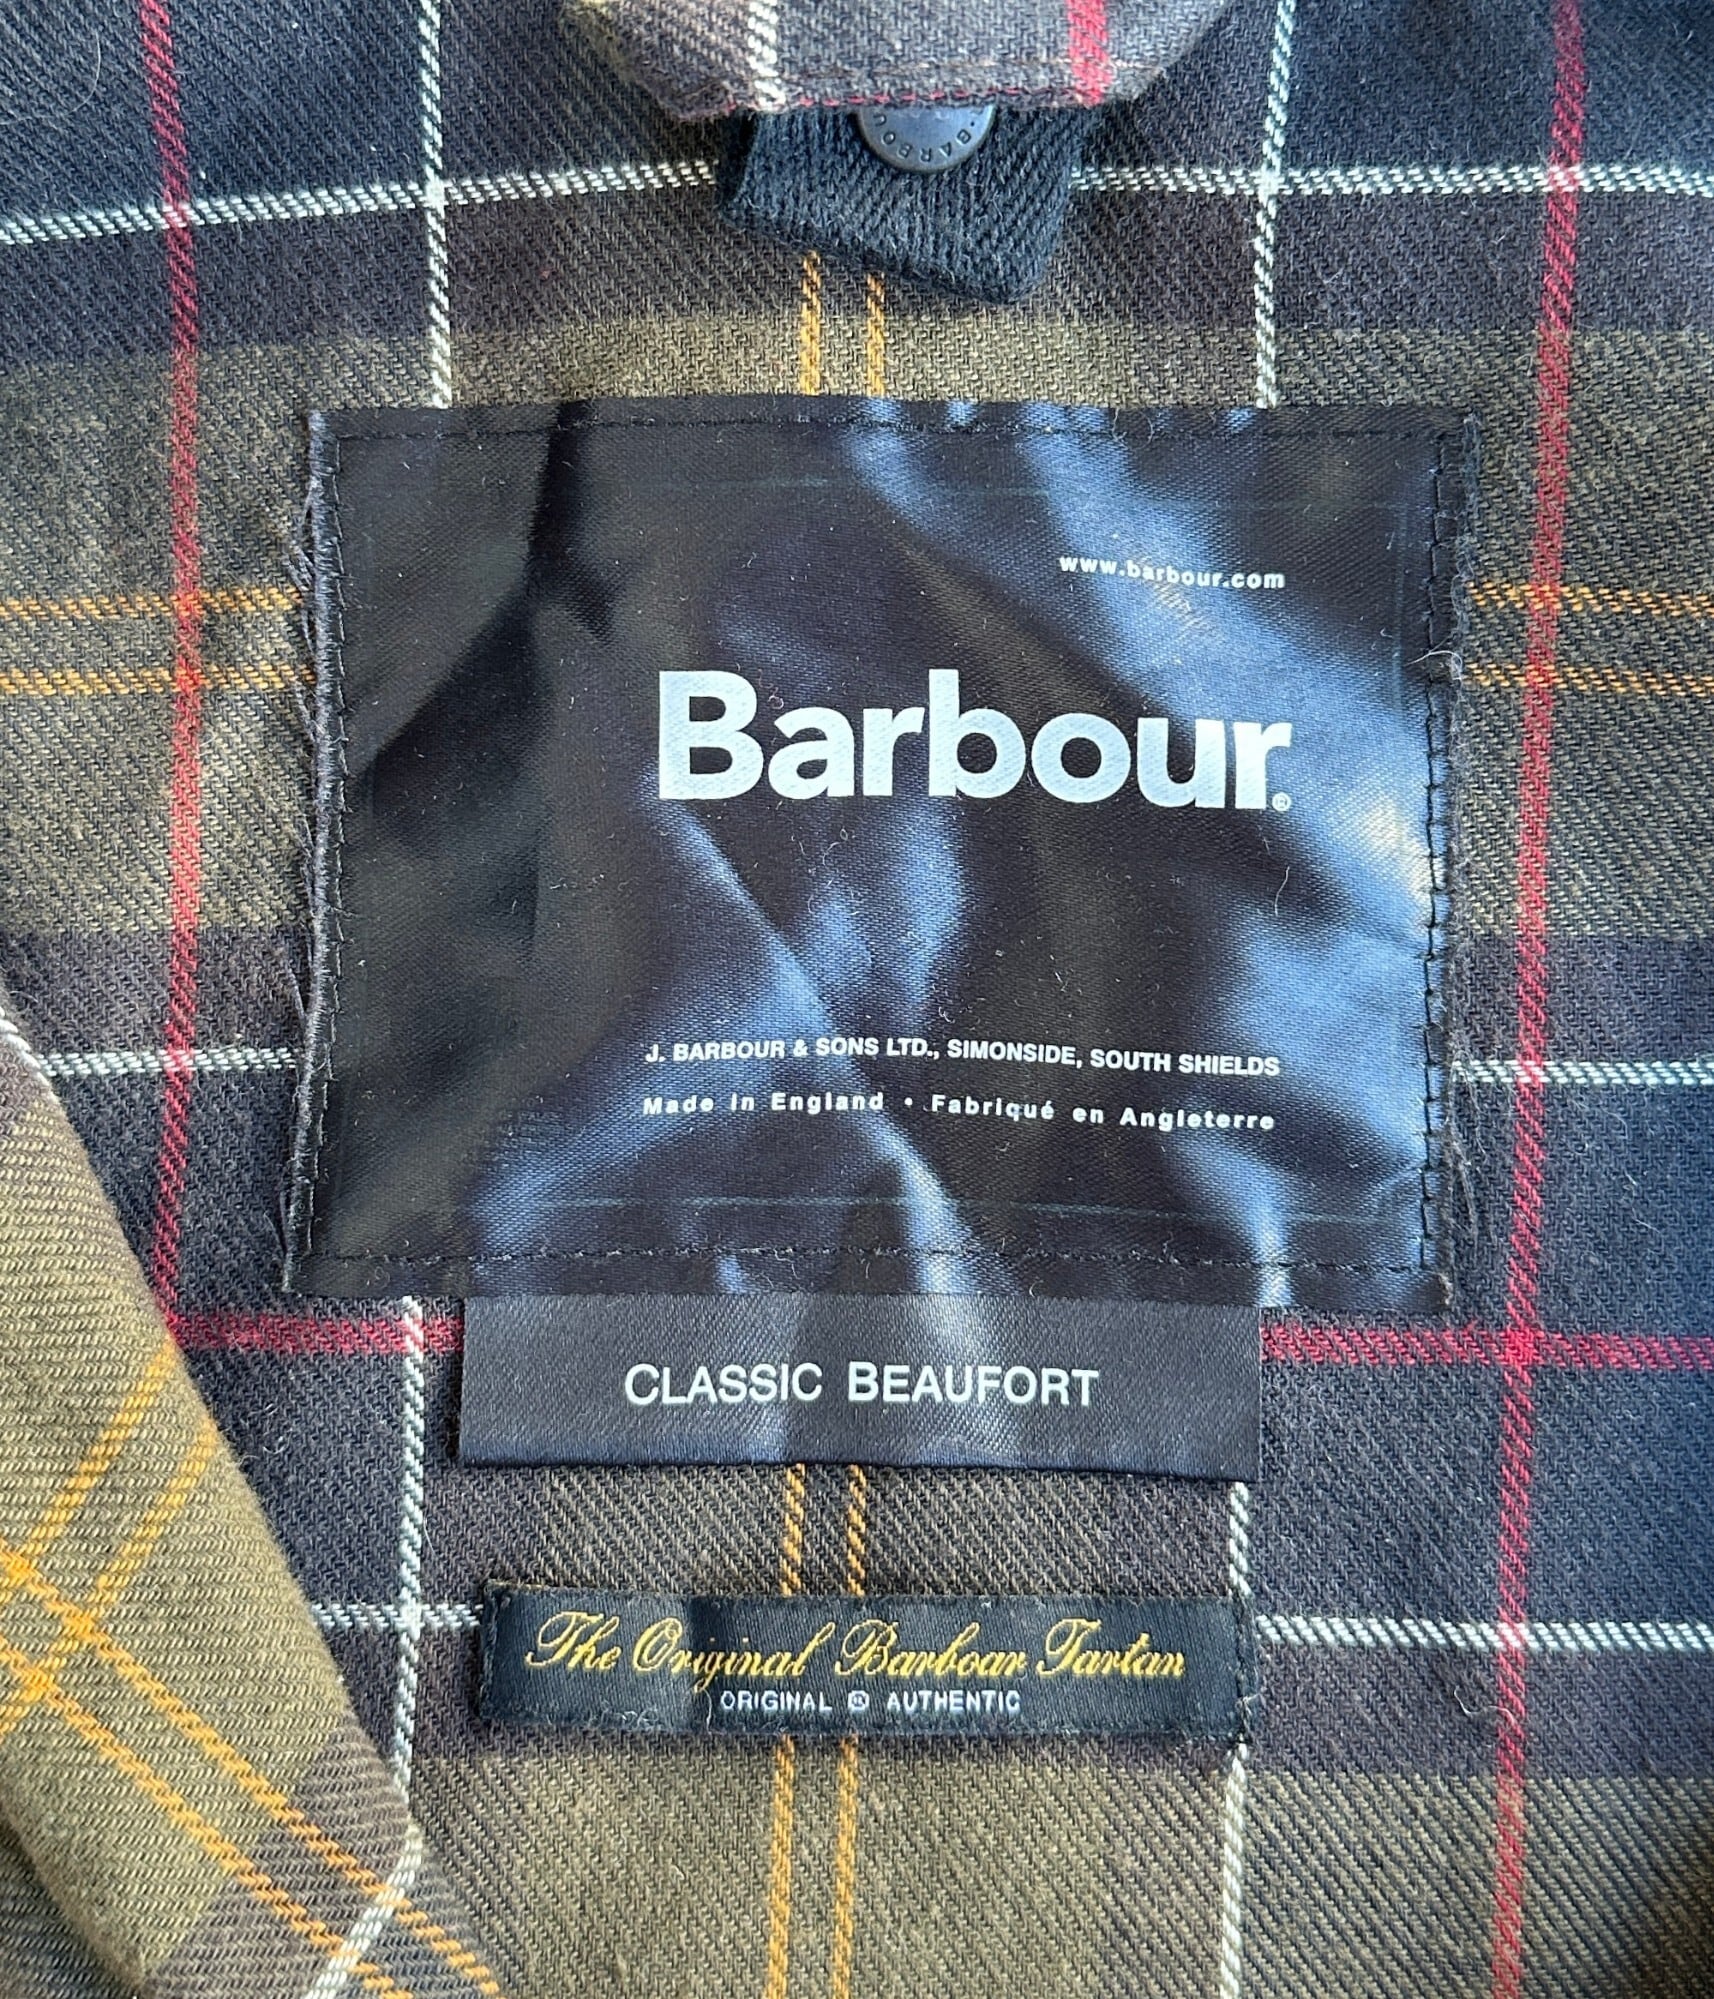 BARBO
www.barbour.com
Barbour®
J. BARBOUR & SONS LTD., SIMONSIDE, SOUTH SHIELDS
Made in England • Fabriqué en Angleterre
CLASSIC BEAUFORT
The Original Barbour Tartan
ORIGINAL ® AUTHENTIC